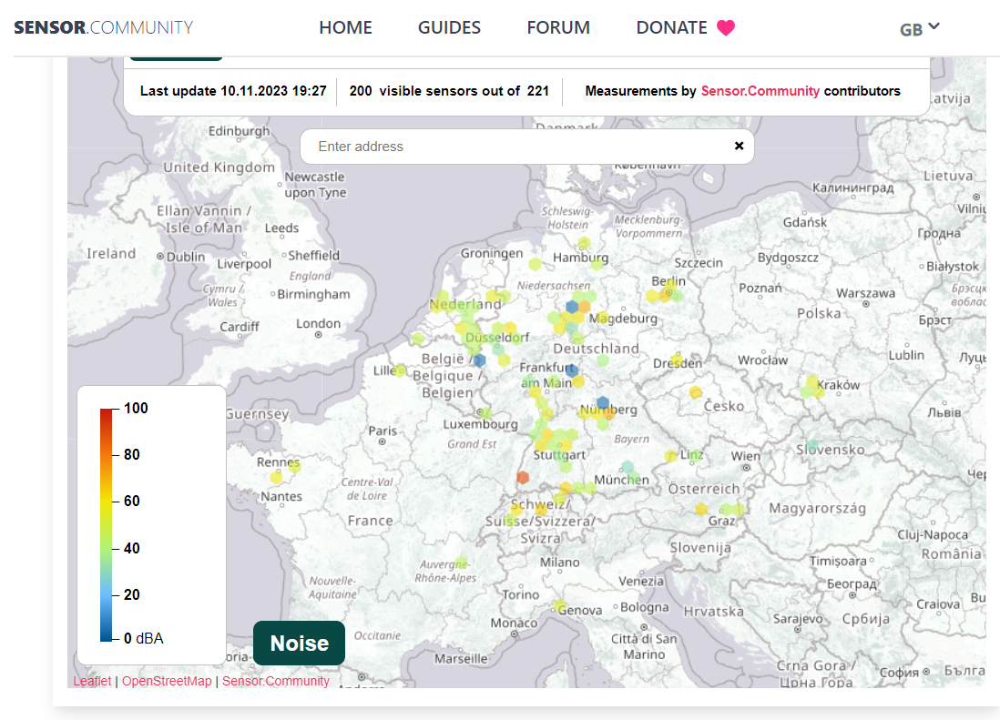 SENSOR.COMMUNITY
HOME
GUIDES
FORUM
DONATE
GB
Last update 10.11.2023 19:27
200 visible sensors out of 221
Measurements by Sensor.Community contributors
Enter address
Edinburgh
United Kingdom
Newcastle
upon Tyne
Lietuva
Калининград
Ellan Vannin /
Isle of Man
Leeds
Schleswig-
Holstein
Mecklenburg-
Vorpommern
Gdańsk
Гродна
Ireland
Dublin
Liverpool
Sheffield
England
Groningen
Hamburg
Szczecin
Bydgoszcz
Białystok
Cymru /
Wales
Birmingham
Niedersachsen
Berlin
Poznań
Warszawa
Nederland
Magdeburg
Polska
Брэст
Cardiff
London
Düsseldorf
Deutschland
Lublin
Lille
België /
Belgique /
Belgien
Frankfurt
am Main
Dresden
Wrocław
Kraków
Česko
Nürnberg
Львів
Guernsey
Paris
Luxembourg
Grand Est
Bayern
Stuttgart
Linz
Wien
Slovensko
Rennes
Nantes
Centre-Val
de Loire
München
Österreich
France
Schweiz/
Suisse/Svizzera/
Svizra
Graz
Magyarország
Cluj-Napoca
România
Slovenija
Auvergne-
Rhône-Alpes
Milano
Timișoara
Београд
Nouvelle-
Aquitaine
Torino
Venezia
Genova
Bologna
Hrvatska
Craiova
Monaco
Sarajevo
Србија
Occitanie
Città di San
Marino
Marseille
Crna Gora /
Црна Гора
София
100
80
60
40
20
0 dBA
Noise
Leaflet | OpenStreetMap | Sensor.Community